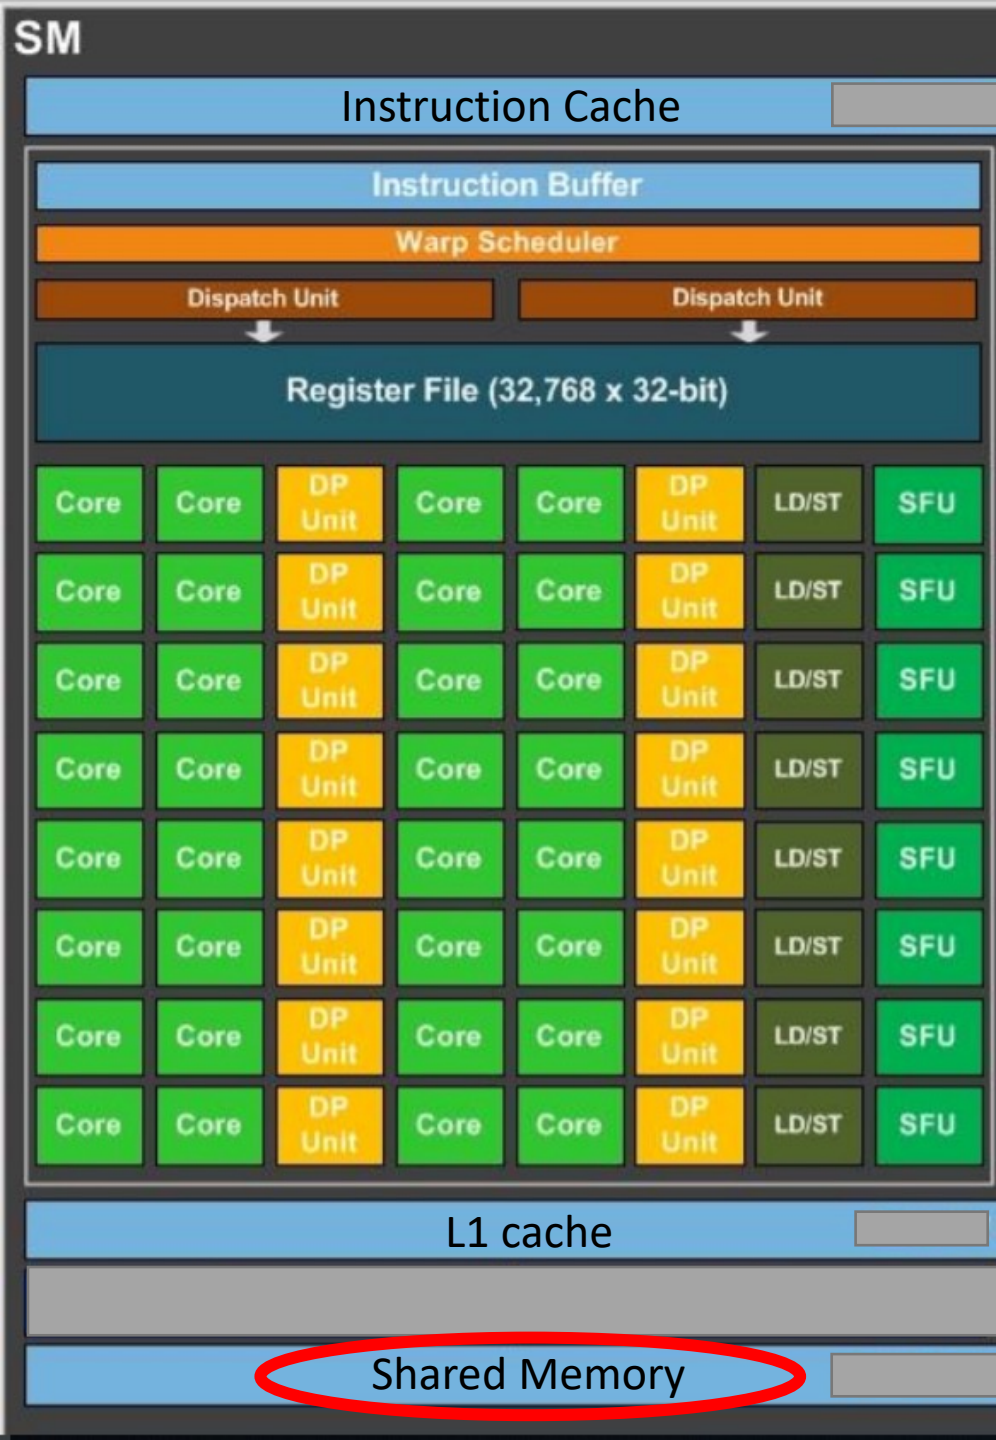 SM
Instruction Cache
Instruction Buffer
Warp Scheduler
Dispatch Unit Dispatch Unit
Register File (32,768 x 32-bit)
Core Core DP Unit Core Core DP Unit LD/ST SFU
Core Core DP Unit Core Core DP Unit LD/ST SFU
Core Core DP Unit Core Core DP Unit LD/ST SFU
Core Core DP Unit Core Core DP Unit LD/ST SFU
Core Core DP Unit Core Core DP Unit LD/ST SFU
Core Core DP Unit Core Core DP Unit LD/ST SFU
Core Core DP Unit Core Core DP Unit LD/ST SFU
Core Core DP Unit Core Core DP Unit LD/ST SFU
L1 cache
Shared Memory